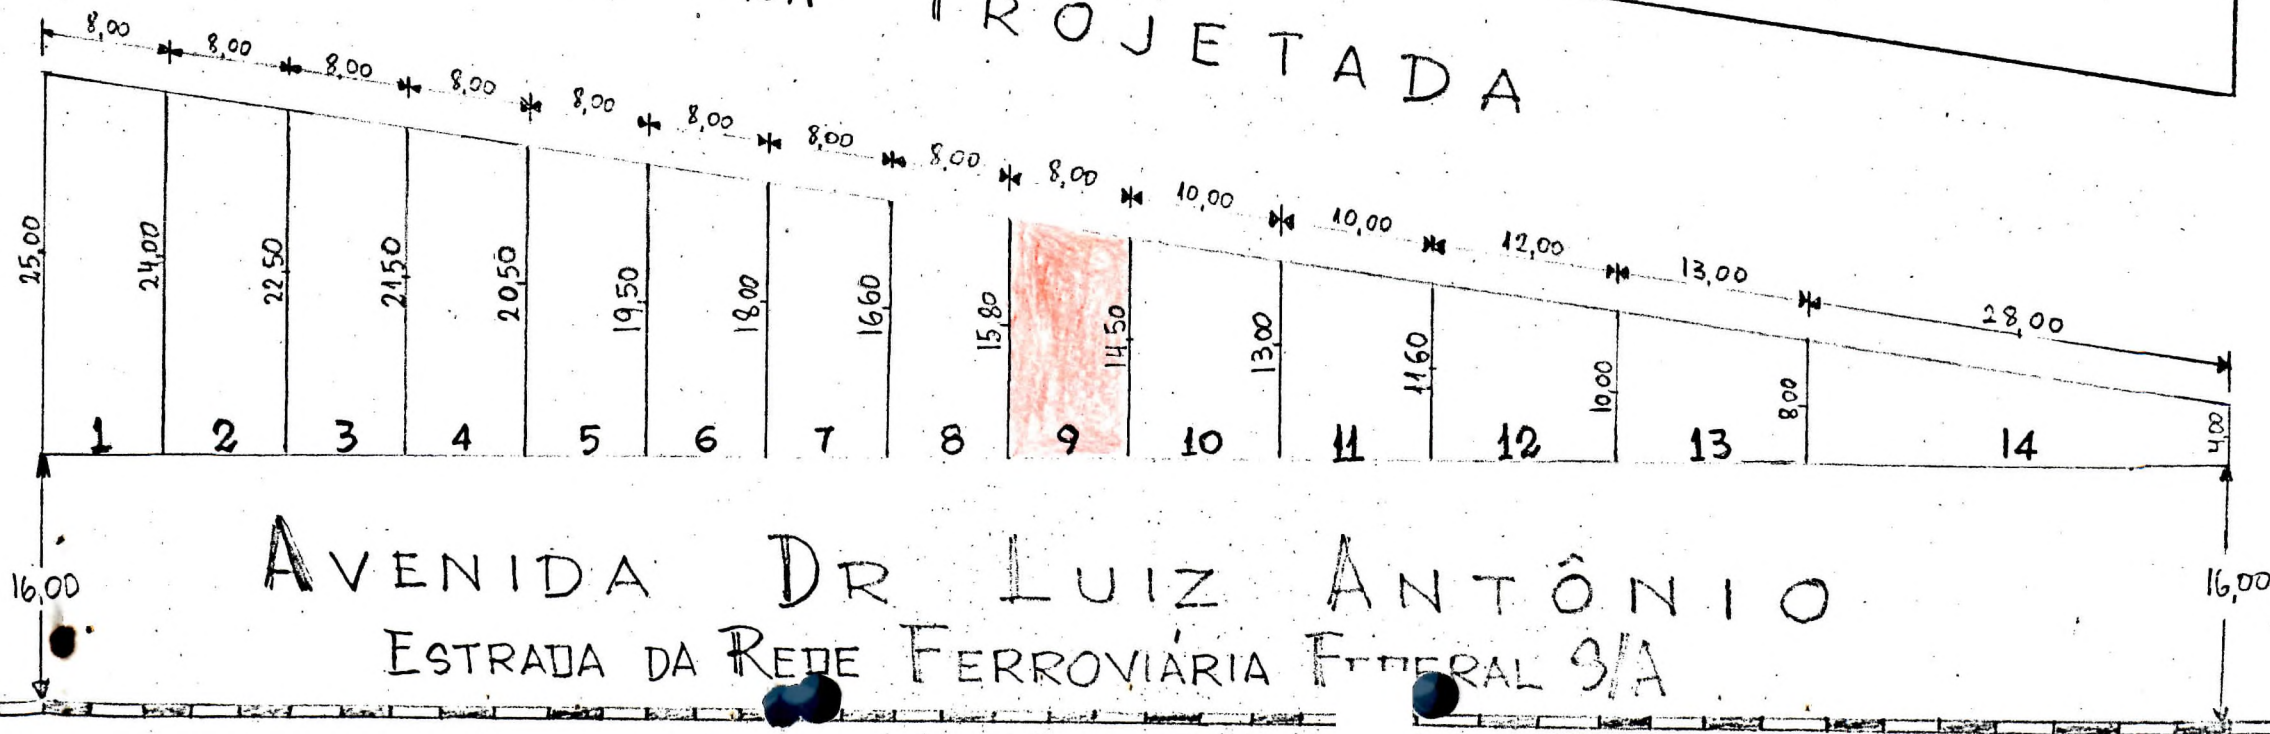 PROJETADA
8,00 8,00 8,00 8,00 8,00 8,00 8,00 8,00 8,00 10,00 10,00 12,00 13,00 28,00
25,00 24,00 22,50 21,50 20,50 19,50 18,00 16,60 15,80 14,50 13,00 11,60 10,00 8,00 4,00
1 2 3 4 5 6 7 8 9 10 11 12 13 14
16,00 AVENIDA DR LUIZ ANTÔNIO 16,00
ESTRADA DA REDE FERROVIÁRIA FEDERAL S/A